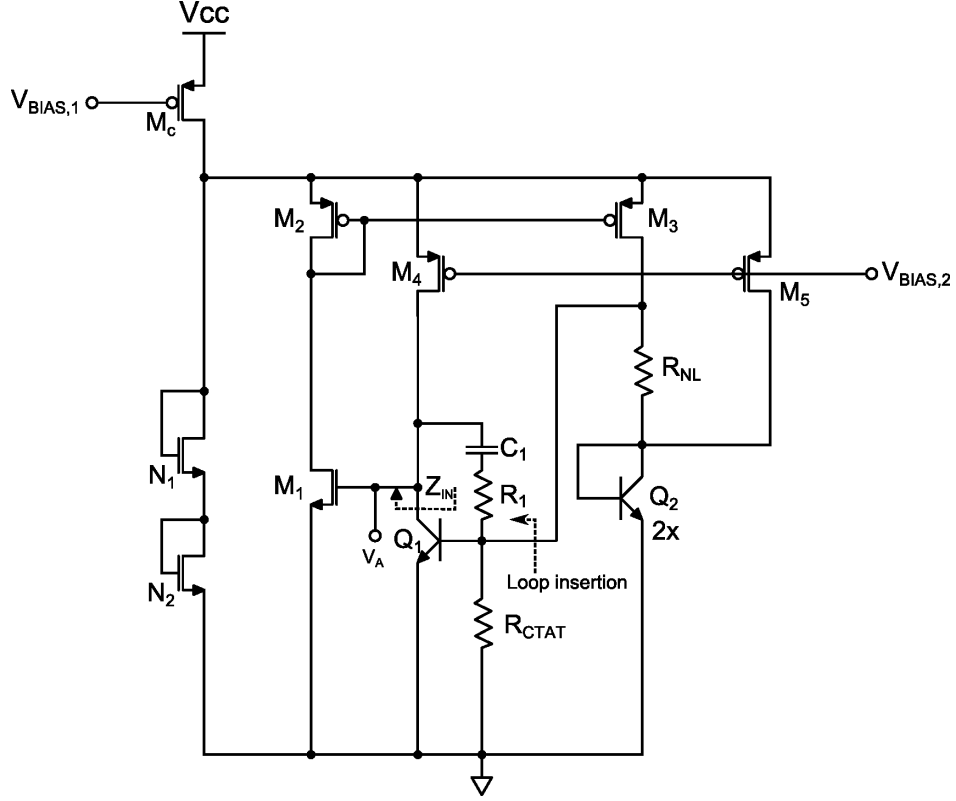 Vcc
V_BIAS,1
M_c
M_2
M_3
M_4
V_BIAS,2
M_5
R_NL
C_1
N_1
M_1
Z_IN
R_1
Q_2
2x
V_A
Q_1
Loop insertion
N_2
R_CTAT